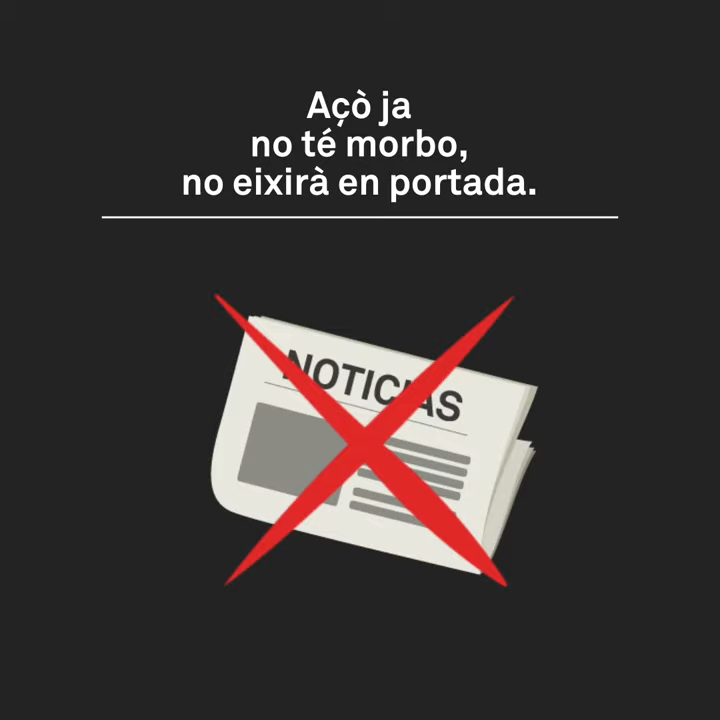 Açò ja
no té morbo,
no eixirà en portada.
NOTICIAS